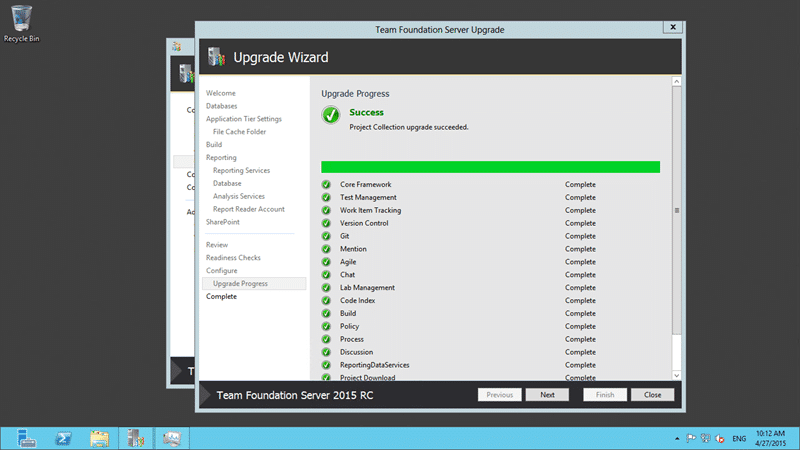 Recycle Bin
Team Foundation Server Upgrade
x
Upgrade Wizard
Co
Co
Co
Ad
T
Welcome
Databases
Application Tier Settings
File Cache Folder
Build
Reporting
Reporting Services
Database
Analysis Services
Report Reader Account
SharePoint
Review
Readiness Checks
Configure
Upgrade Progress
Complete
Upgrade Progress
Success
Project Collection upgrade succeeded.
Core Framework Complete
Test Management Complete
Work Item Tracking Complete
Version Control Complete
Git Complete
Mention Complete
Agile Complete
Chat Complete
Lab Management Complete
Code Index Complete
Build Complete
Policy Complete
Process Complete
Discussion Complete
ReportingDataServices Complete
Project Download Complete
Team Foundation Server 2015 RC
Previous Next Finish Close
ENG
10:12 AM
4/27/2015